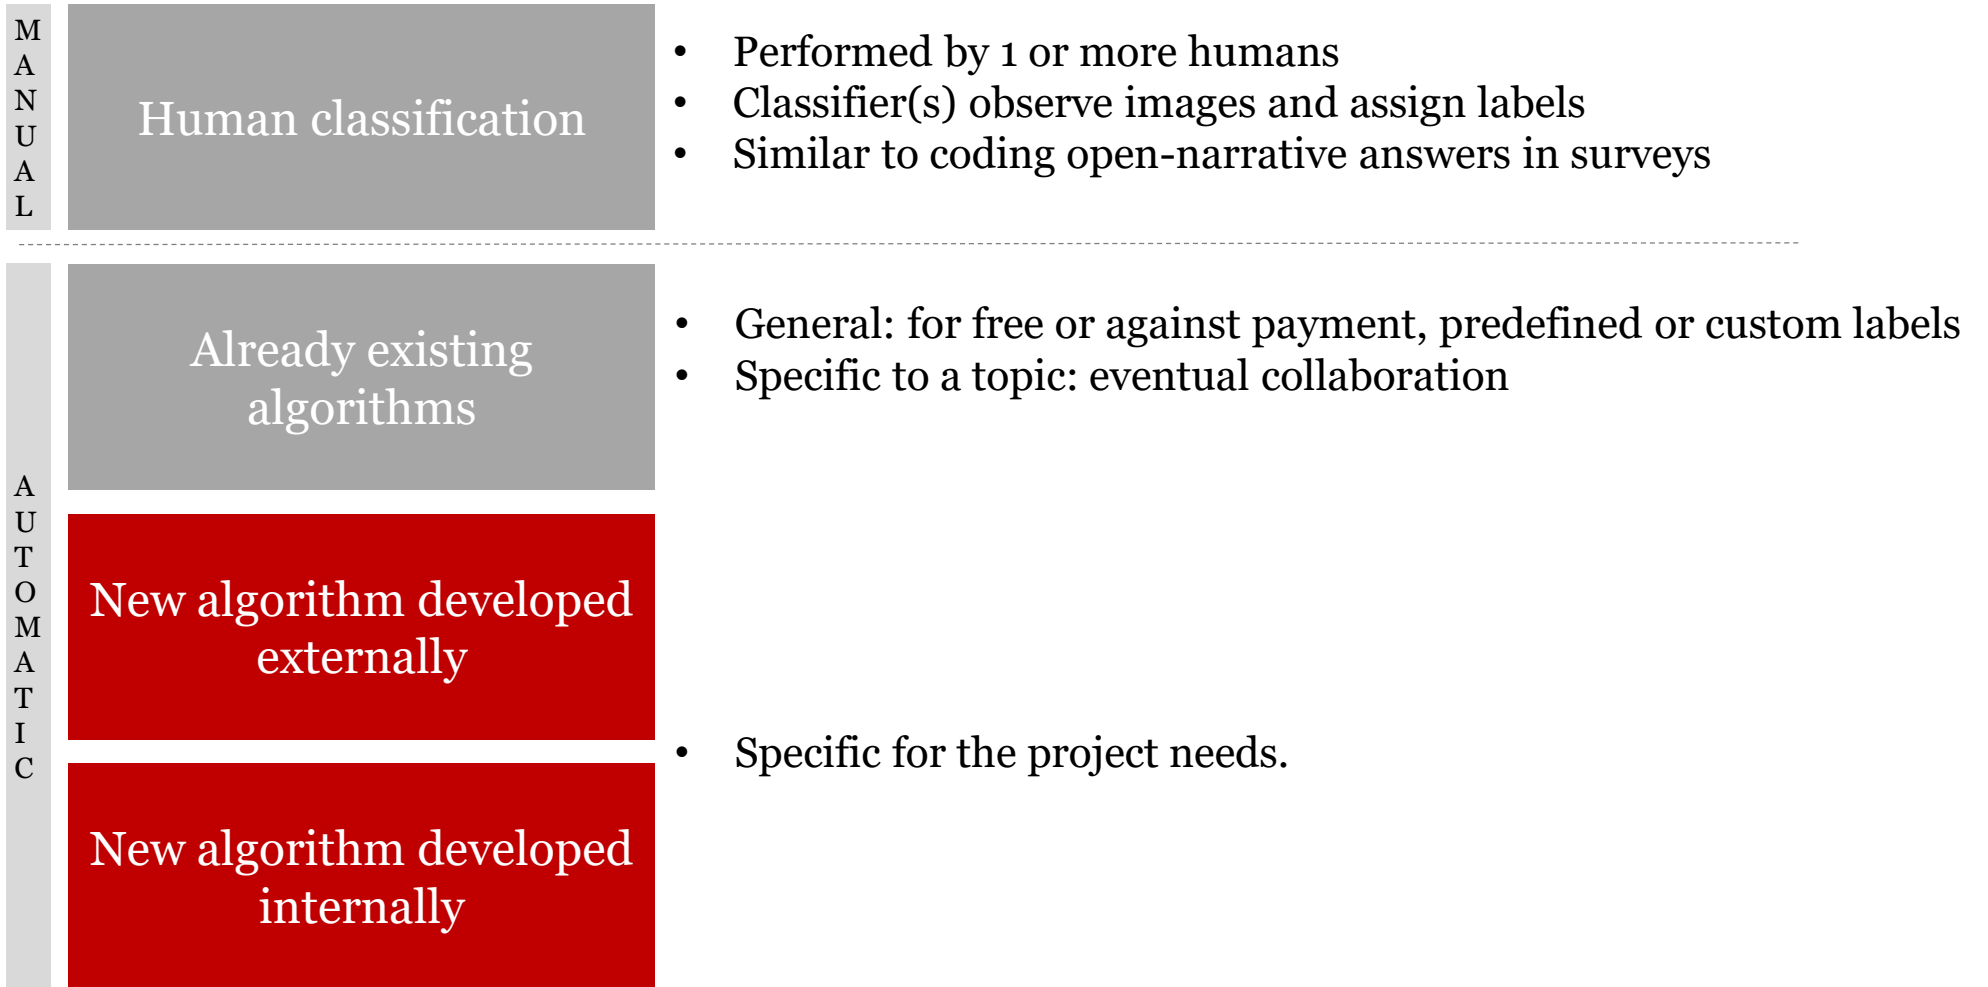 MANUAL
Human classification
• Performed by 1 or more humans
• Classifier(s) observe images and assign labels
• Similar to coding open-narrative answers in surveys
AUTOMATIC
Already existing
algorithms
• General: for free or against payment, predefined or custom labels
• Specific to a topic: eventual collaboration
New algorithm developed
externally
New algorithm developed
internally
• Specific for the project needs.